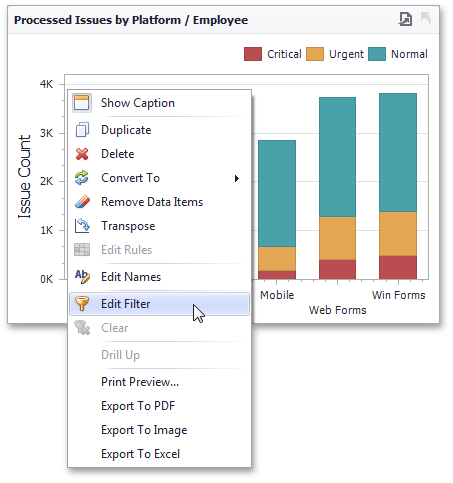 Processed Issues by Platform / Employee
Critical Urgent Normal
4K
3K
2K
1K
0K
Issue Count
Show Caption
Duplicate
Delete
Convert To
Remove Data Items
Transpose
Edit Rules
Edit Names
Edit Filter
Clear
Drill Up
Print Preview...
Export To PDF
Export To Image
Export To Excel
Mobile
Web Forms
Win Forms